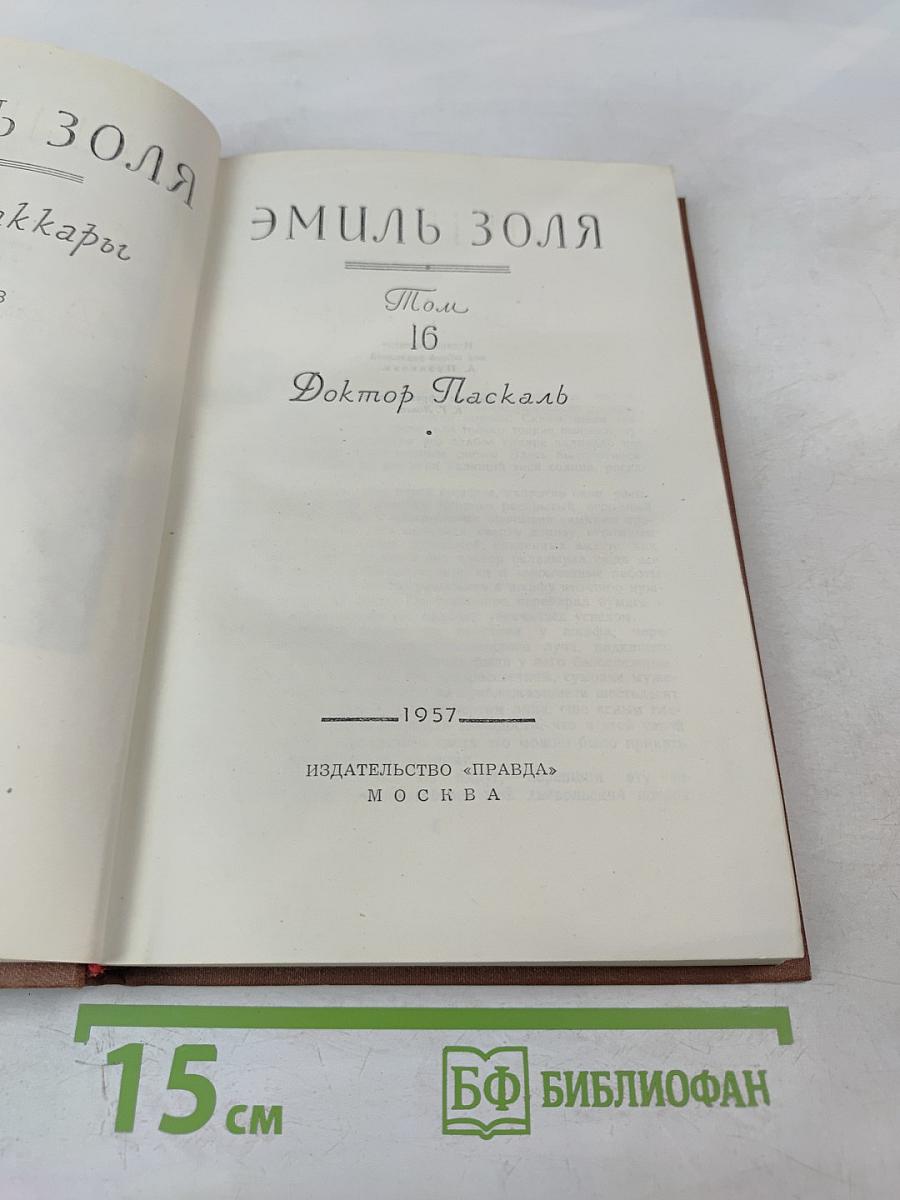 Ь ЗОЛЯ
ккары
в
ЭМИЛЬ ЗОЛЯ
Том
16
Доктор Паскаль
1957
ИЗДАТЕЛЬСТВО «ПРАВДА»
МОСКВА
15 см
БФ БИБЛИОФАН